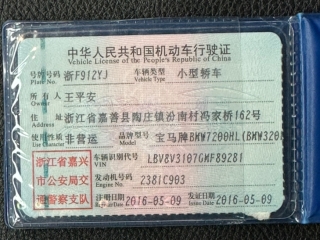 中华人民共和国机动车行驶证
Vehicle License of the People's Republic of China
号牌号码 浙F912YJ 车辆类型 小型轿车
Plate No. Vehicle Type
所有人 王平安
Owner
住址 浙江省嘉善县陶庄镇汾南村冯家桥162号
Address
使用性质 非营运 品牌型号 宝马牌BMW7200HL(BMW320i
Use Character Model
浙江省嘉兴
市公安局交
通警察支队
车辆识别代号 LBV8V3107GMF89281
VIN
发动机号码 2381C903
Engine No.
注册日期 2016-05-09 发证日期 2016-05-09
Register Date Issue Date